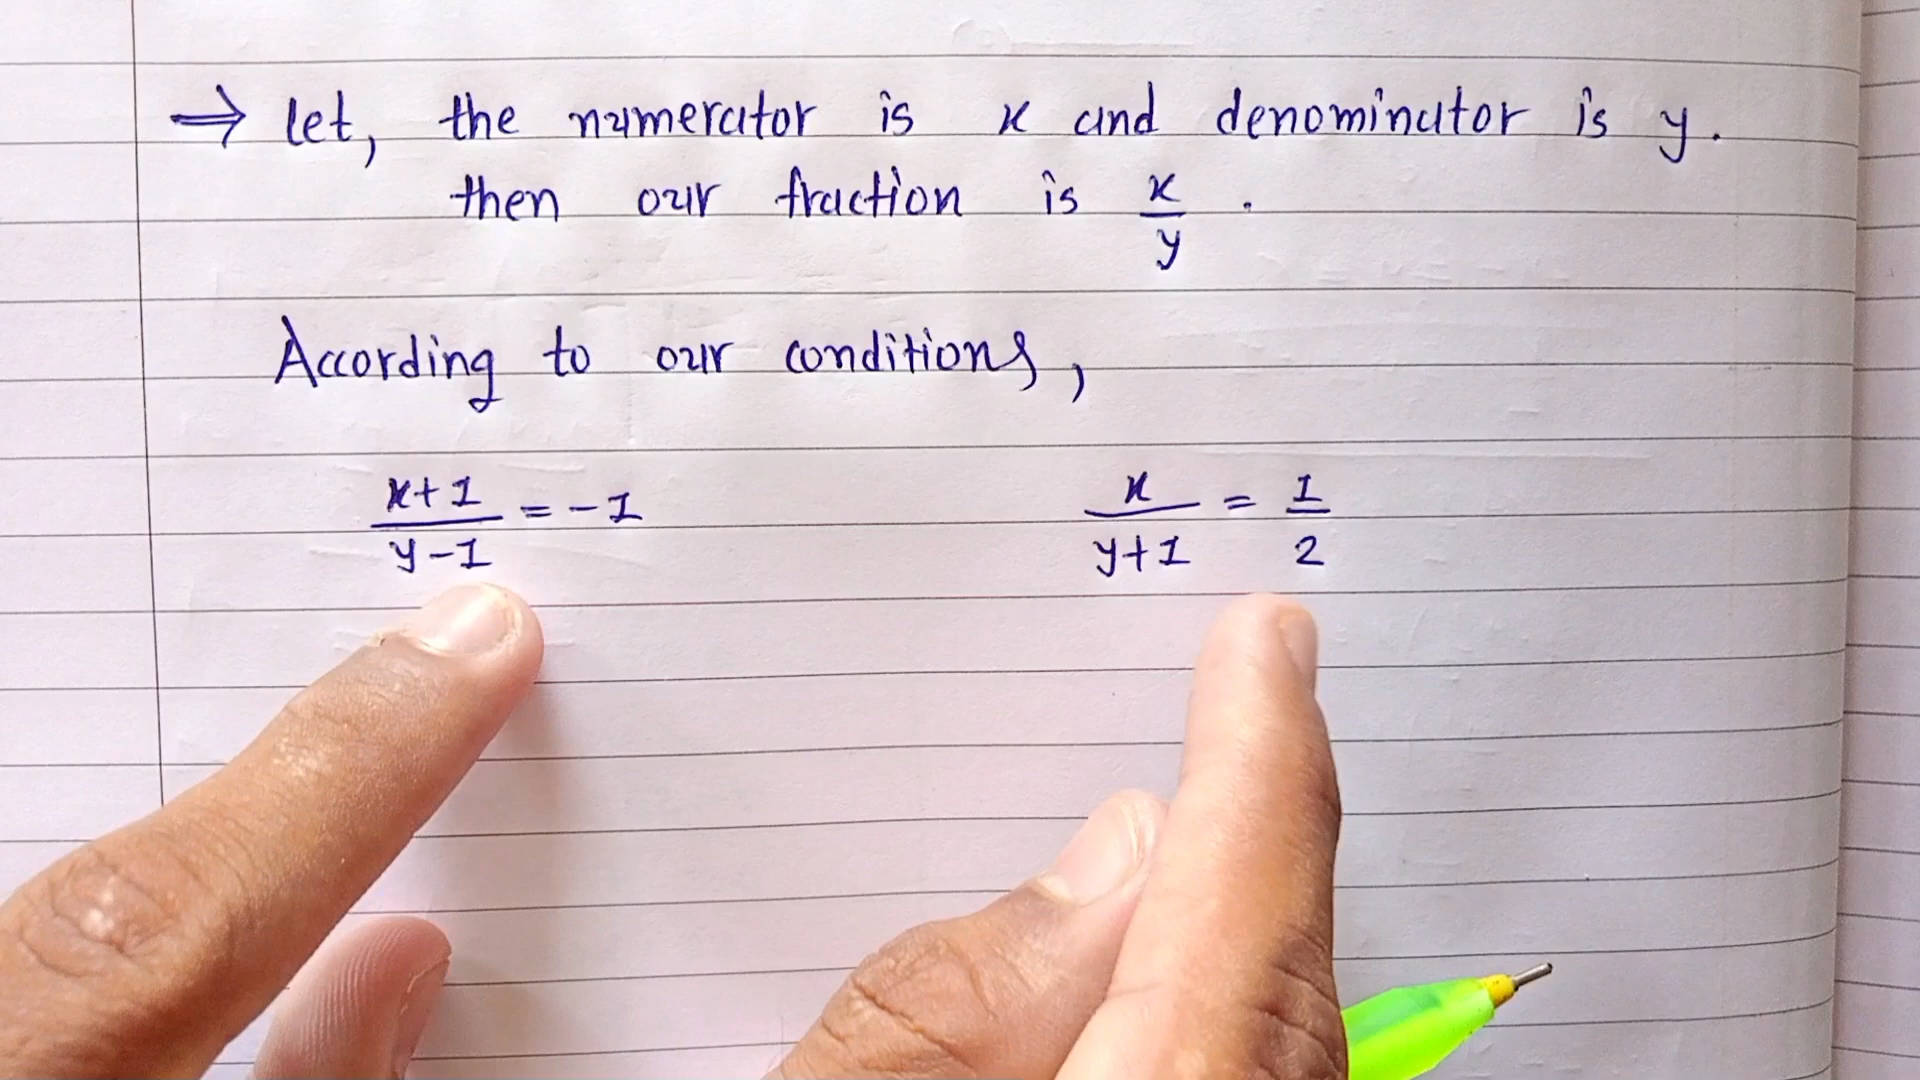 ⇒ let, the numerator is x and denominator is y.
then our fraction is x/y.
According to our conditions,
(x+1)/(y-1) = -1    x/(y+1) = 1/2